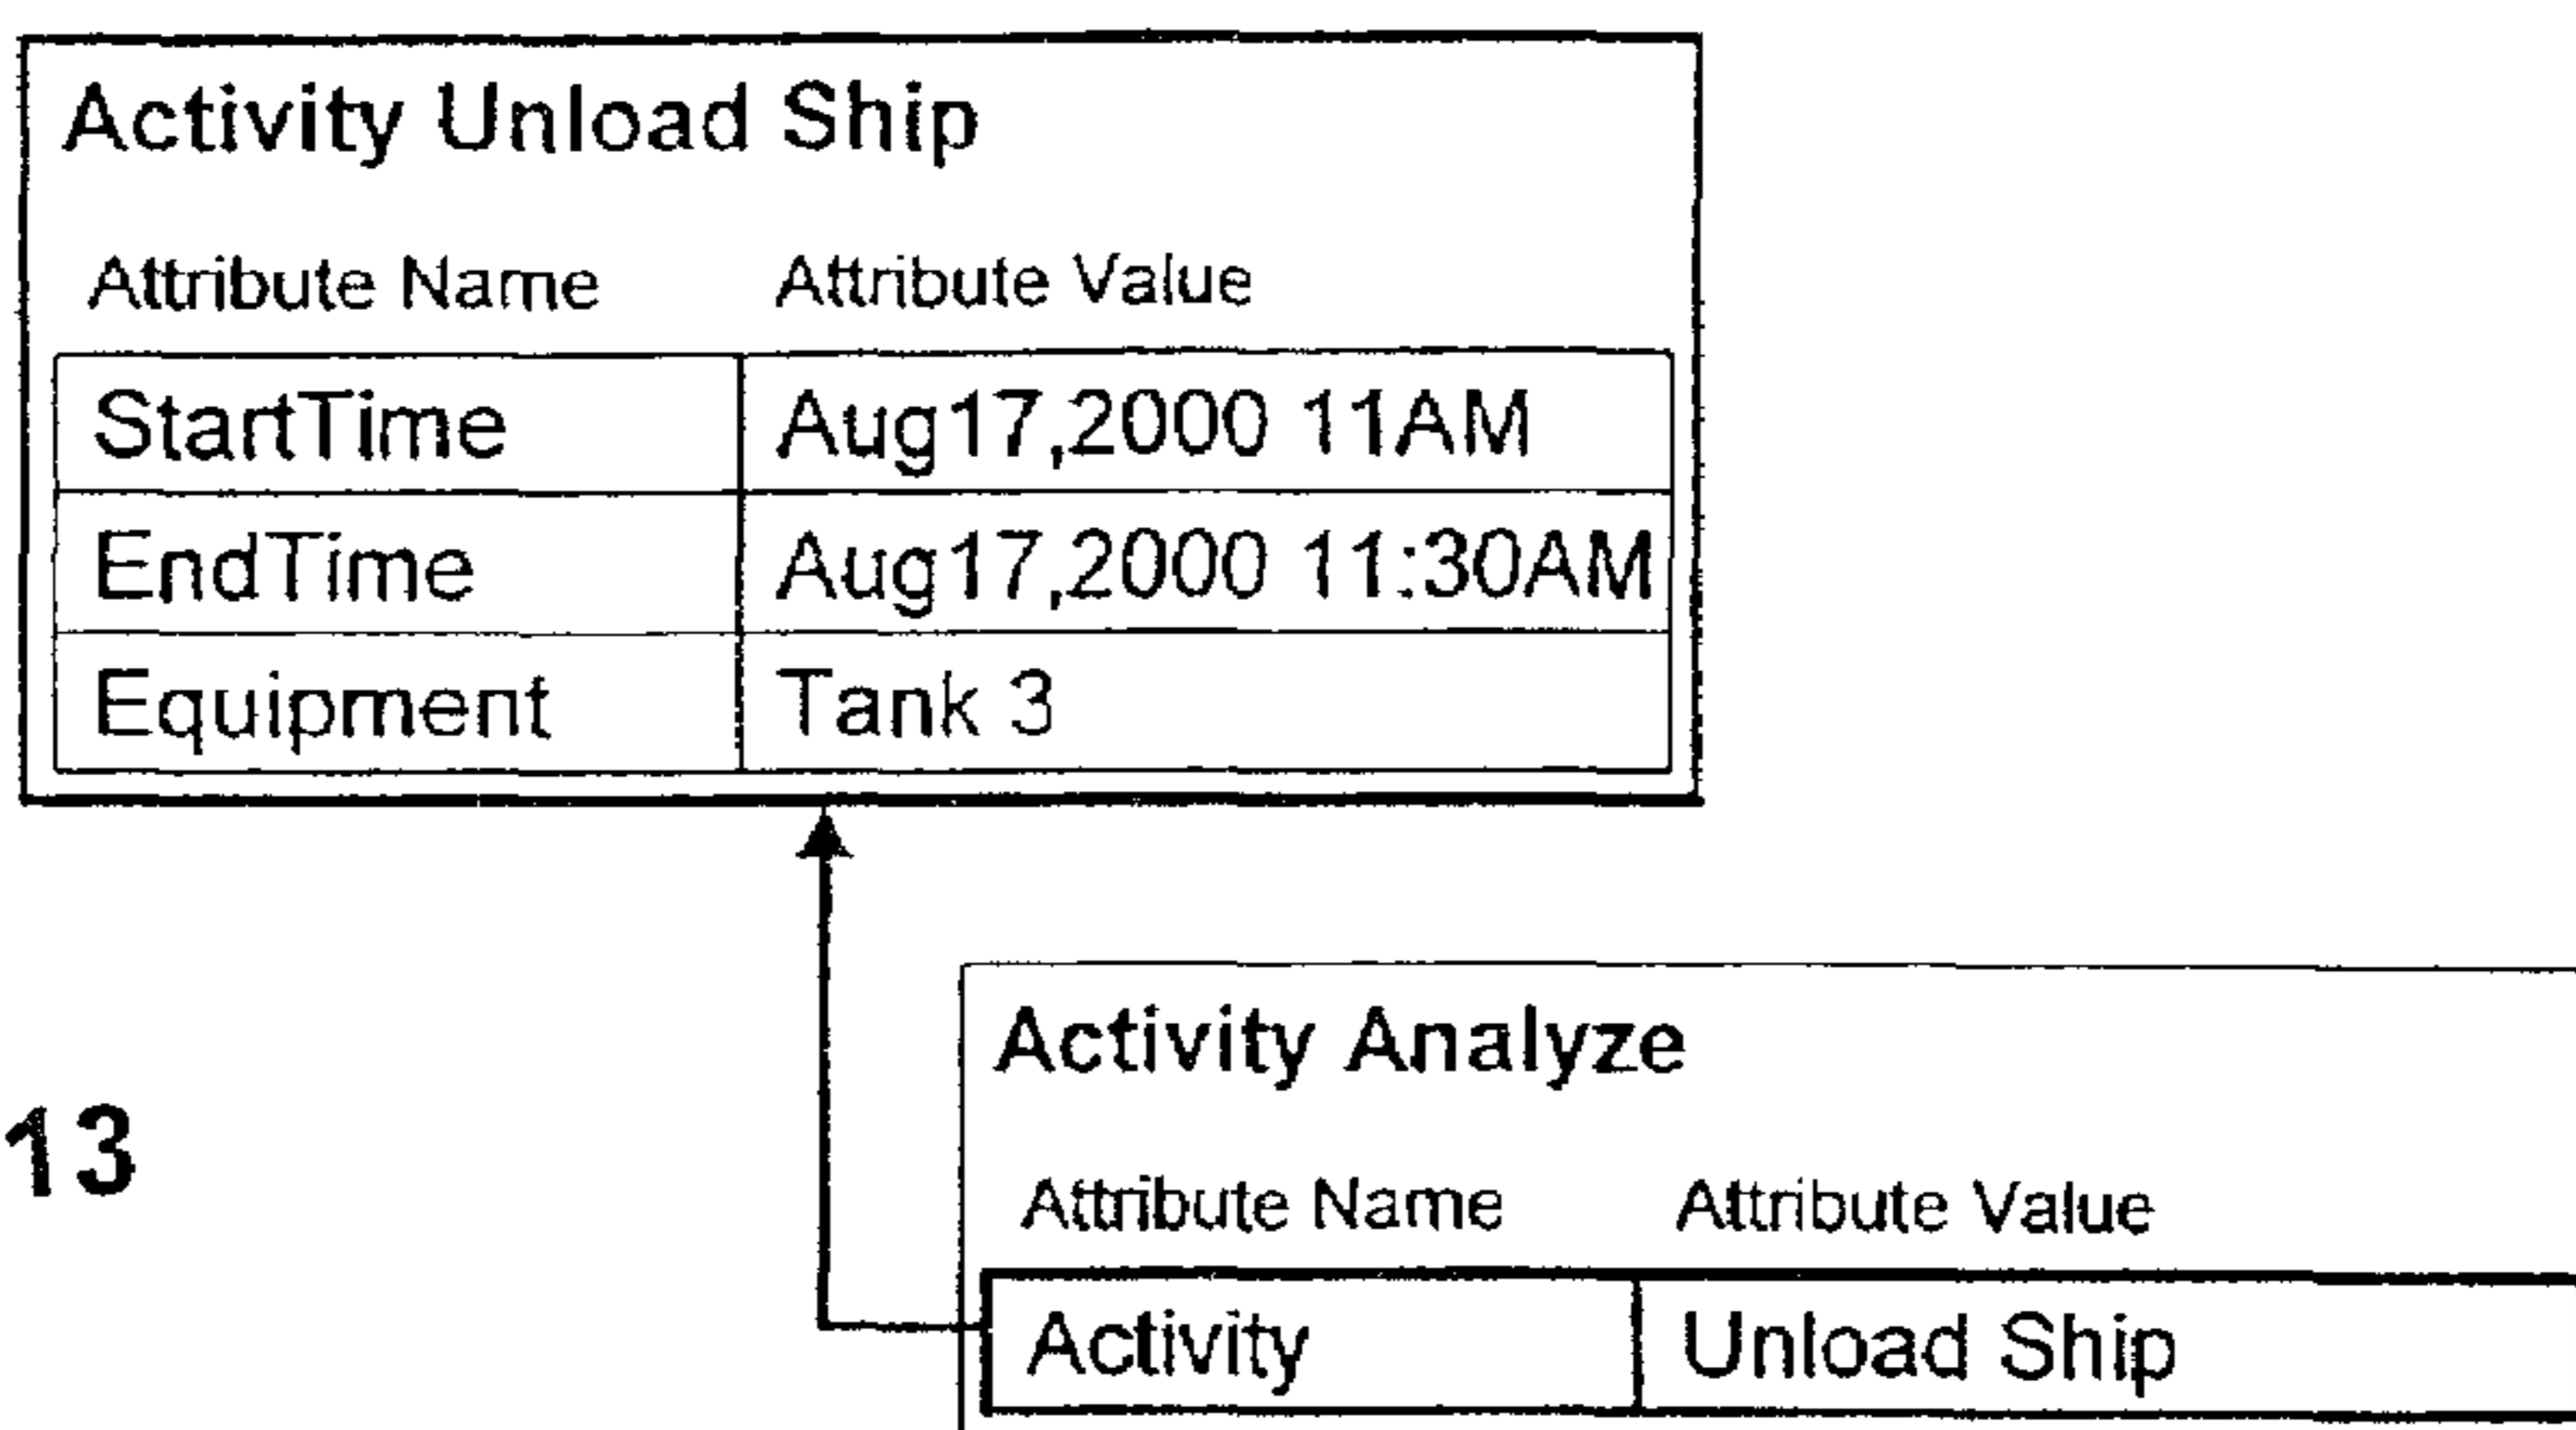 Activity Unload Ship
Attribute Name Attribute Value
StartTime Aug17,2000 11AM
EndTime Aug17,2000 11:30AM
Equipment Tank 3
Activity Analyze
13
Attribute Name Attribute Value
Activity Unload Ship